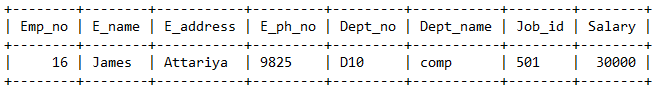 +--------+--------+-----------+---------+---------+-----------+--------+--------+
| Emp_no | E_name | E_address | E_ph_no | Dept_no | Dept_name | Job_id | Salary |
+--------+--------+-----------+---------+---------+-----------+--------+--------+
|     16 | James  | Attariya  | 9825    | D10     | comp      | 501    |  30000 |
+--------+--------+-----------+---------+---------+-----------+--------+--------+